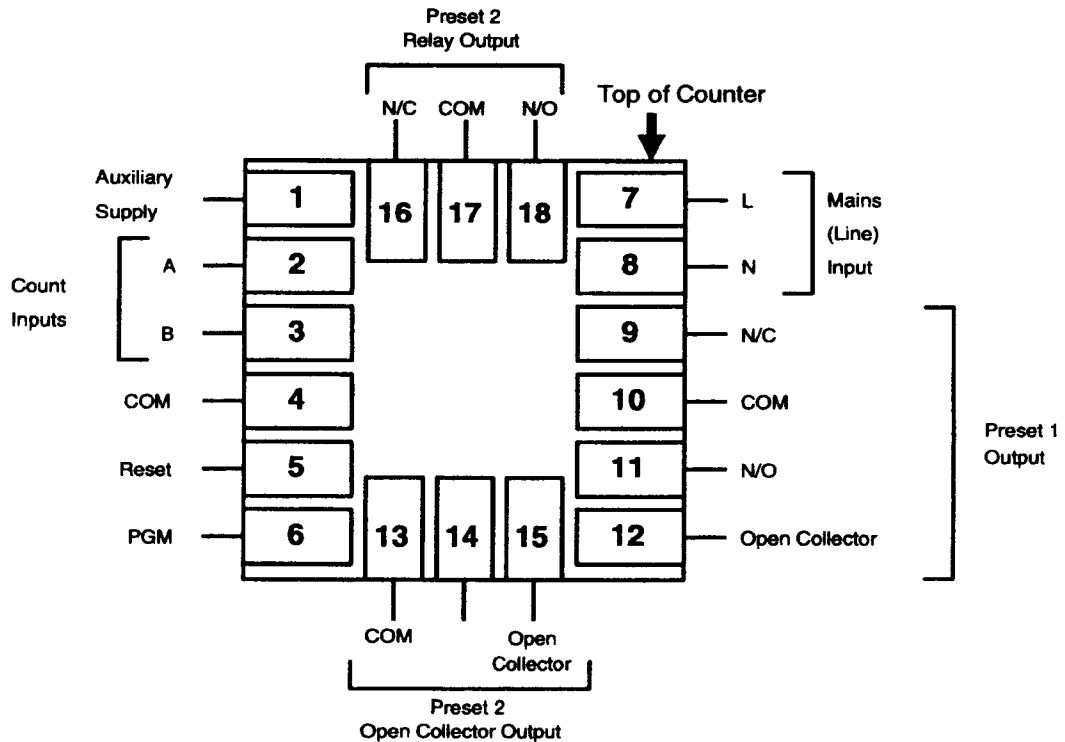 Preset 2
Relay Output
N/C COM N/O
Top of Counter
Auxiliary
Supply
1
16 17 18
7
L
Mains
(Line)
Input
A
2
8
N
Count
Inputs
B
3
9
N/C
COM
4
10
COM
Preset 1
Output
Reset
5
11
N/O
PGM
6
13 14 15
12
Open Collector
COM
Open
Collector
Preset 2
Open Collector Output